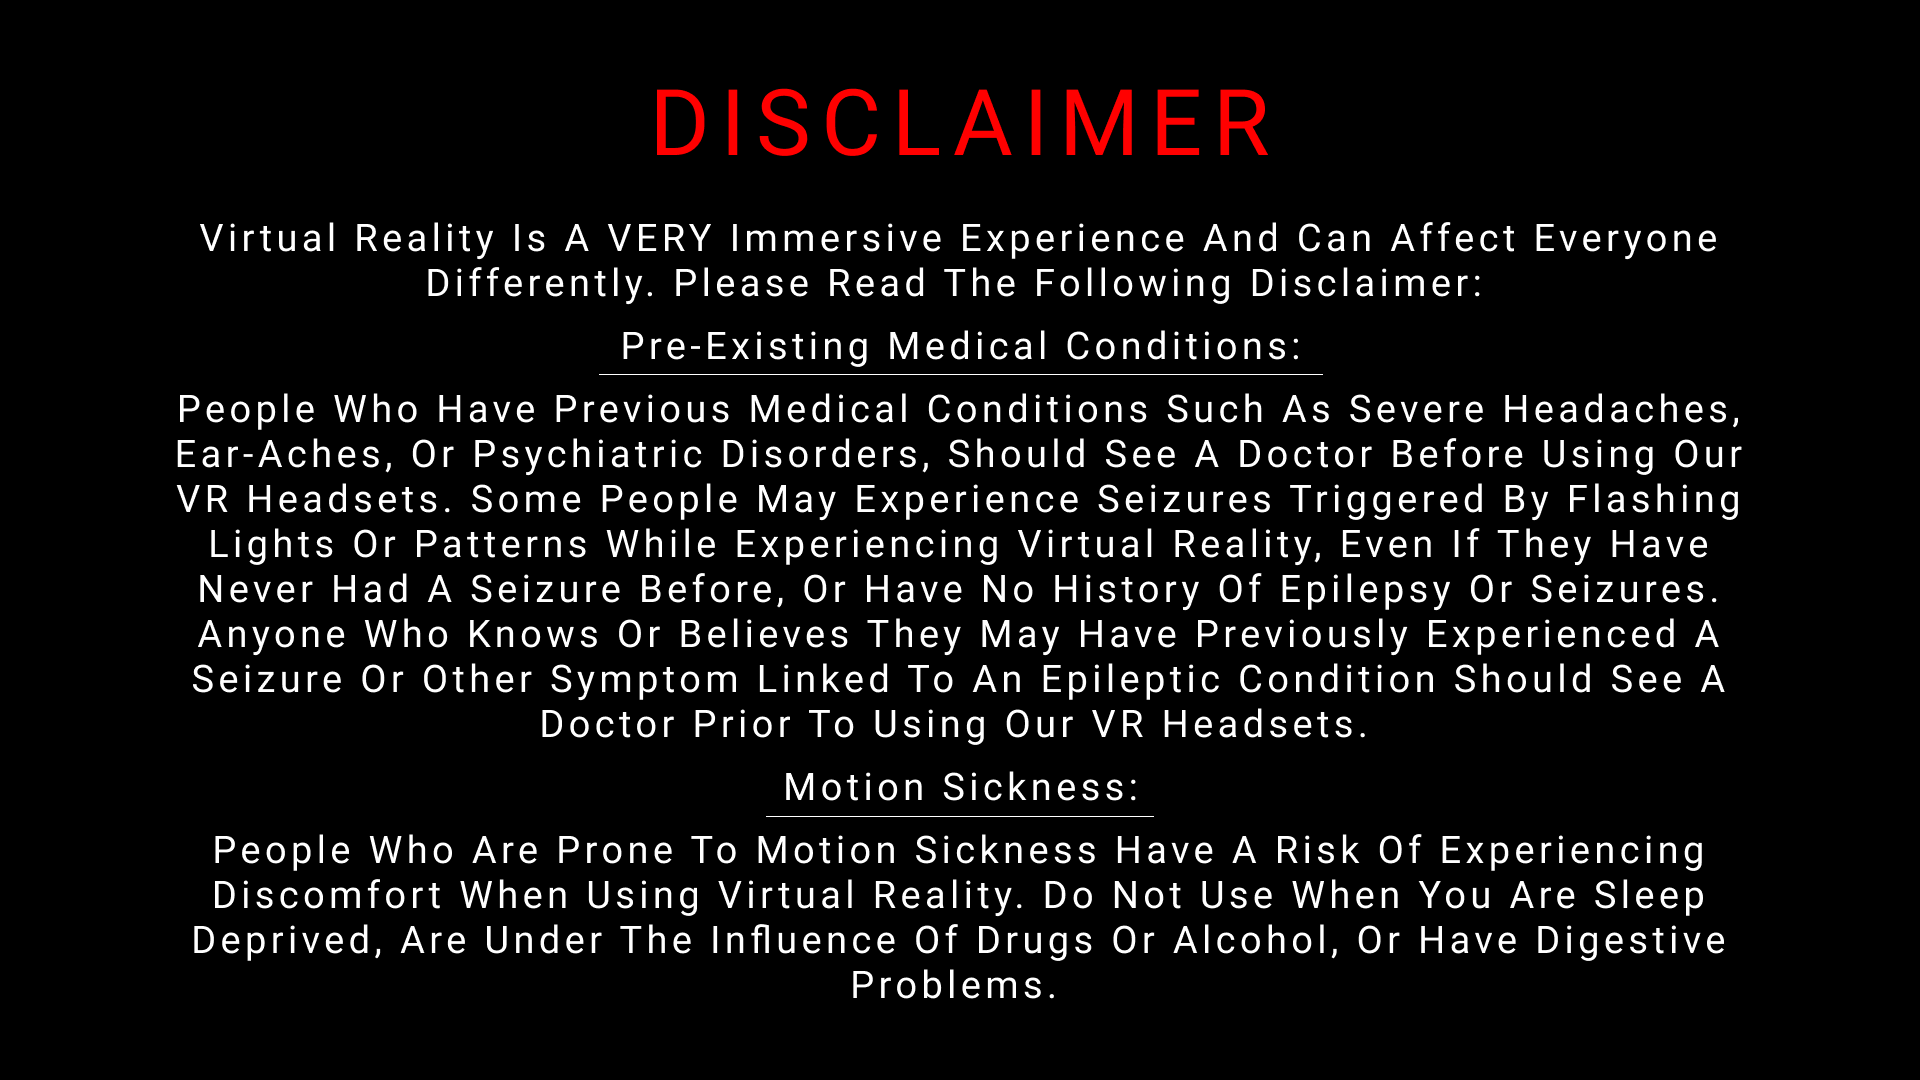 DISCLAIMER
Virtual Reality Is A VERY Immersive Experience And Can Affect Everyone
Differently. Please Read The Following Disclaimer:
Pre-Existing Medical Conditions:
People Who Have Previous Medical Conditions Such As Severe Headaches,
Ear-Aches, Or Psychiatric Disorders, Should See A Doctor Before Using Our
VR Headsets. Some People May Experience Seizures Triggered By Flashing
Lights Or Patterns While Experiencing Virtual Reality, Even If They Have
Never Had A Seizure Before, Or Have No History Of Epilepsy Or Seizures.
Anyone Who Knows Or Believes They May Have Previously Experienced A
Seizure Or Other Symptom Linked To An Epileptic Condition Should See A
Doctor Prior To Using Our VR Headsets.
Motion Sickness:
People Who Are Prone To Motion Sickness Have A Risk Of Experiencing
Discomfort When Using Virtual Reality. Do Not Use When You Are Sleep
Deprived, Are Under The Influence Of Drugs Or Alcohol, Or Have Digestive
Problems.